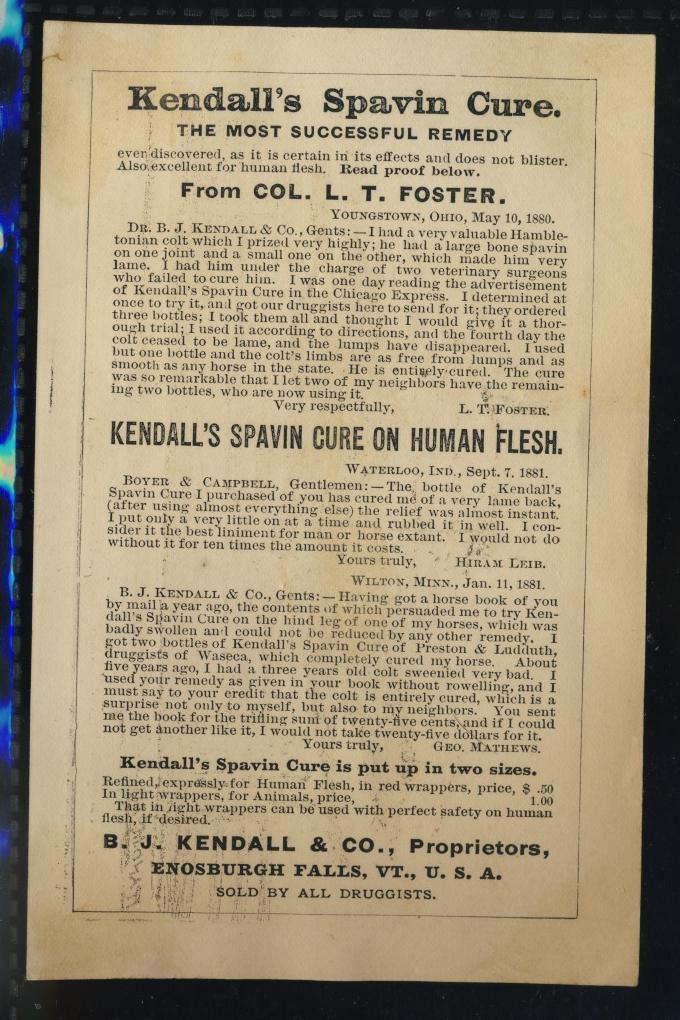 Kendall's Spavin Cure.
THE MOST SUCCESSFUL REMEDY
ever discovered, as it is certain in its effects and does not blister.
Also excellent for human flesh. Read proof below.
From COL. L. T. FOSTER.
YOUNGSTOWN, OHIO, May 10, 1880.
DR. B. J. KENDALL & CO., Gents:—I had a very valuable Hamble-
tonian colt which I prized very highly; he had a large bone spavin
on one joint and a small one on the other, which made him very
lame. I had him under the charge of two veterinary surgeons
who failed to cure him. I was one day reading the advertisement
of Kendall's Spavin Cure in the Chicago Express. I determined at
once to try it, and got our druggists here to send for it; they ordered
three bottles; I took them all and thought I would give it a thor-
ough trial; I used it according to directions, and the fourth day the
colt ceased to be lame, and the lumps have disappeared. I used
but one bottle and the colt's limbs are as free from lumps and as
smooth as any horse in the state. He is entirely cured. The cure
was so remarkable that I let two of my neighbors have the remain-
ing two bottles, who are now using it.
Very respectfully, L. T. FOSTER.
KENDALL'S SPAVIN CURE ON HUMAN FLESH.
WATERLOO, IND., Sept. 7. 1881.
BOYER & CAMPBELL, Gentlemen:—The bottle of Kendall's
Spavin Cure I purchased of you has cured me of a very lame back,
(after using almost everything else) the relief was almost instant.
I put only a very little on at a time and rubbed it in well. I con-
sider it the best liniment for man or horse extant. I would not do
without it for ten times the amount it costs.
Yours truly, HIRAM LEIB.
WILTON, MINN., Jan. 11, 1881.
B. J. KENDALL & CO., Gents:—Having got a horse book of you
by mail a year ago, the contents of which persuaded me to try Ken-
dall's Spavin Cure on the hind leg of one of my horses, which was
badly swollen and could not be reduced by any other remedy. I
got two bottles of Kendall's Spavin Cure of Preston & Ludduth,
druggists of Waseca, which completely cured my horse. About
five years ago, I had a three years old colt sweenied very bad. I
used your remedy as given in your book without rowelling, and I
must say to your credit that the colt is entirely cured, which is a
surprise not only to myself, but also to my neighbors. You sent
me the book for the trifling sum of twenty-five cents, and if I could
not get another like it, I would not take twenty-five dollars for it.
Yours truly, GEO. MATHEWS.
Kendall's Spavin Cure is put up in two sizes.
Refined, expressly for Human Flesh, in red wrappers, price, $ .50
In light wrappers, for Animals, price, 1.00
That in light wrappers can be used with perfect safety on human
flesh, if desired.
B. J. KENDALL & CO., Proprietors,
ENOSBURGH FALLS, VT., U. S. A.
SOLD BY ALL DRUGGISTS.